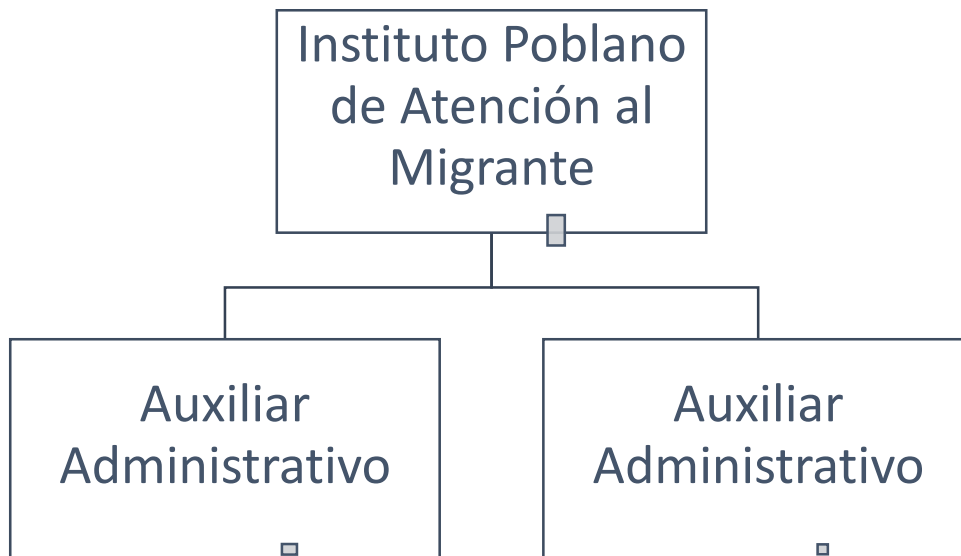 Instituto Poblano
de Atención al
Migrante
Auxiliar
Administrativo
Auxiliar
Administrativo